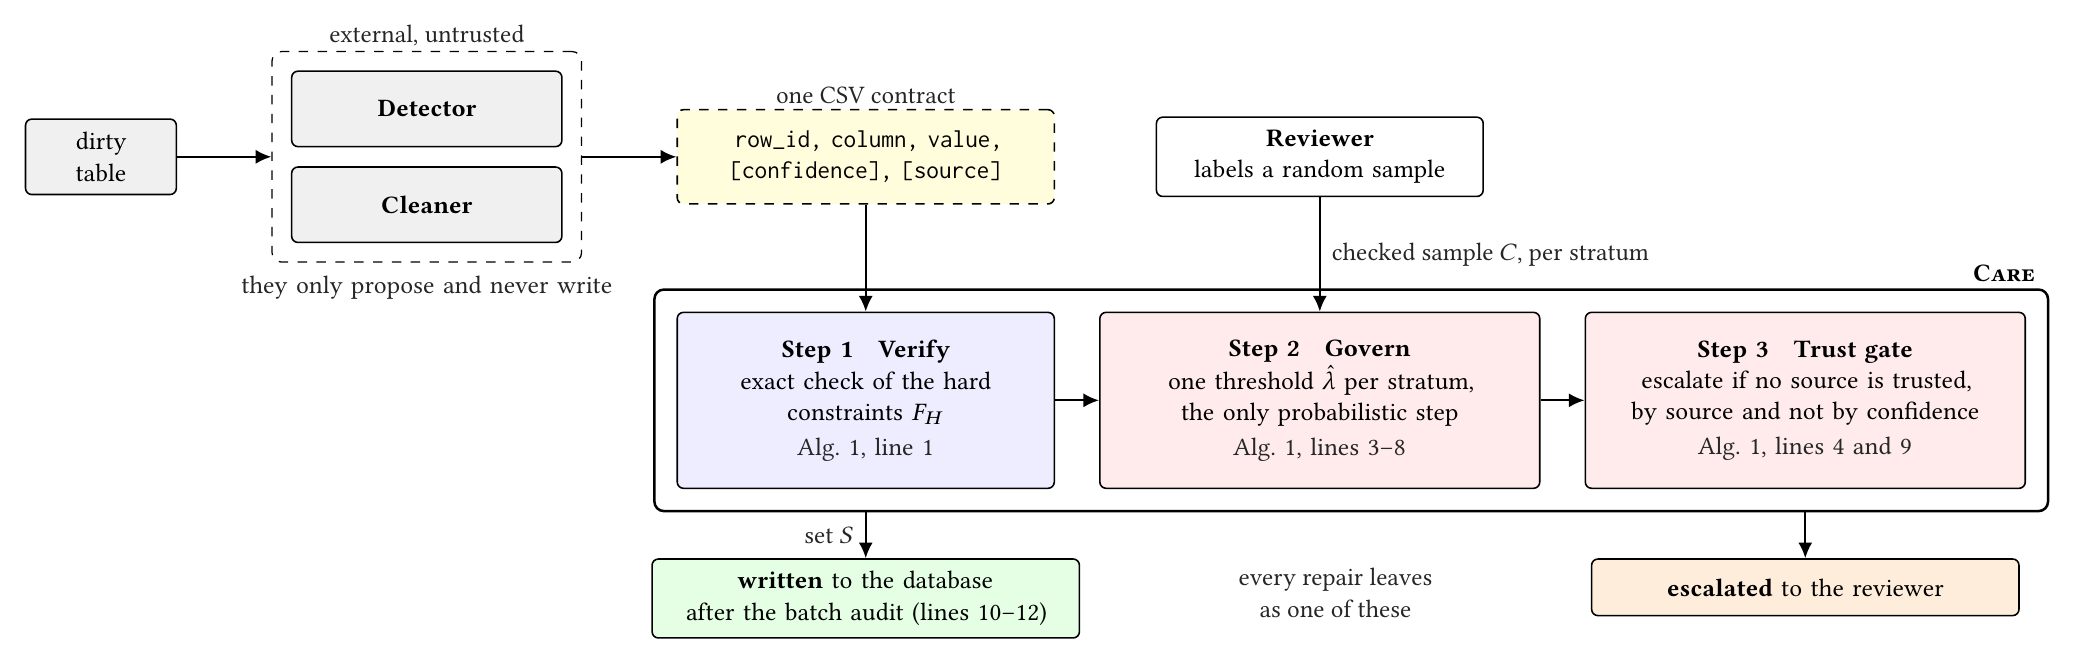 external, untrusted
Detector
Cleaner
dirty
table
they only propose and never write
one CSV contract
row_id, column, value,
[confidence], [source]
Reviewer
labels a random sample
checked sample C, per stratum
CARE
Step 1 Verify
exact check of the hard
constraints F_H
Alg. 1, line 1
Step 2 Govern
one threshold λ̂ per stratum,
the only probabilistic step
Alg. 1, lines 3–8
Step 3 Trust gate
escalate if no source is trusted,
by source and not by confidence
Alg. 1, lines 4 and 9
set S
written to the database
after the batch audit (lines 10–12)
every repair leaves
as one of these
escalated to the reviewer